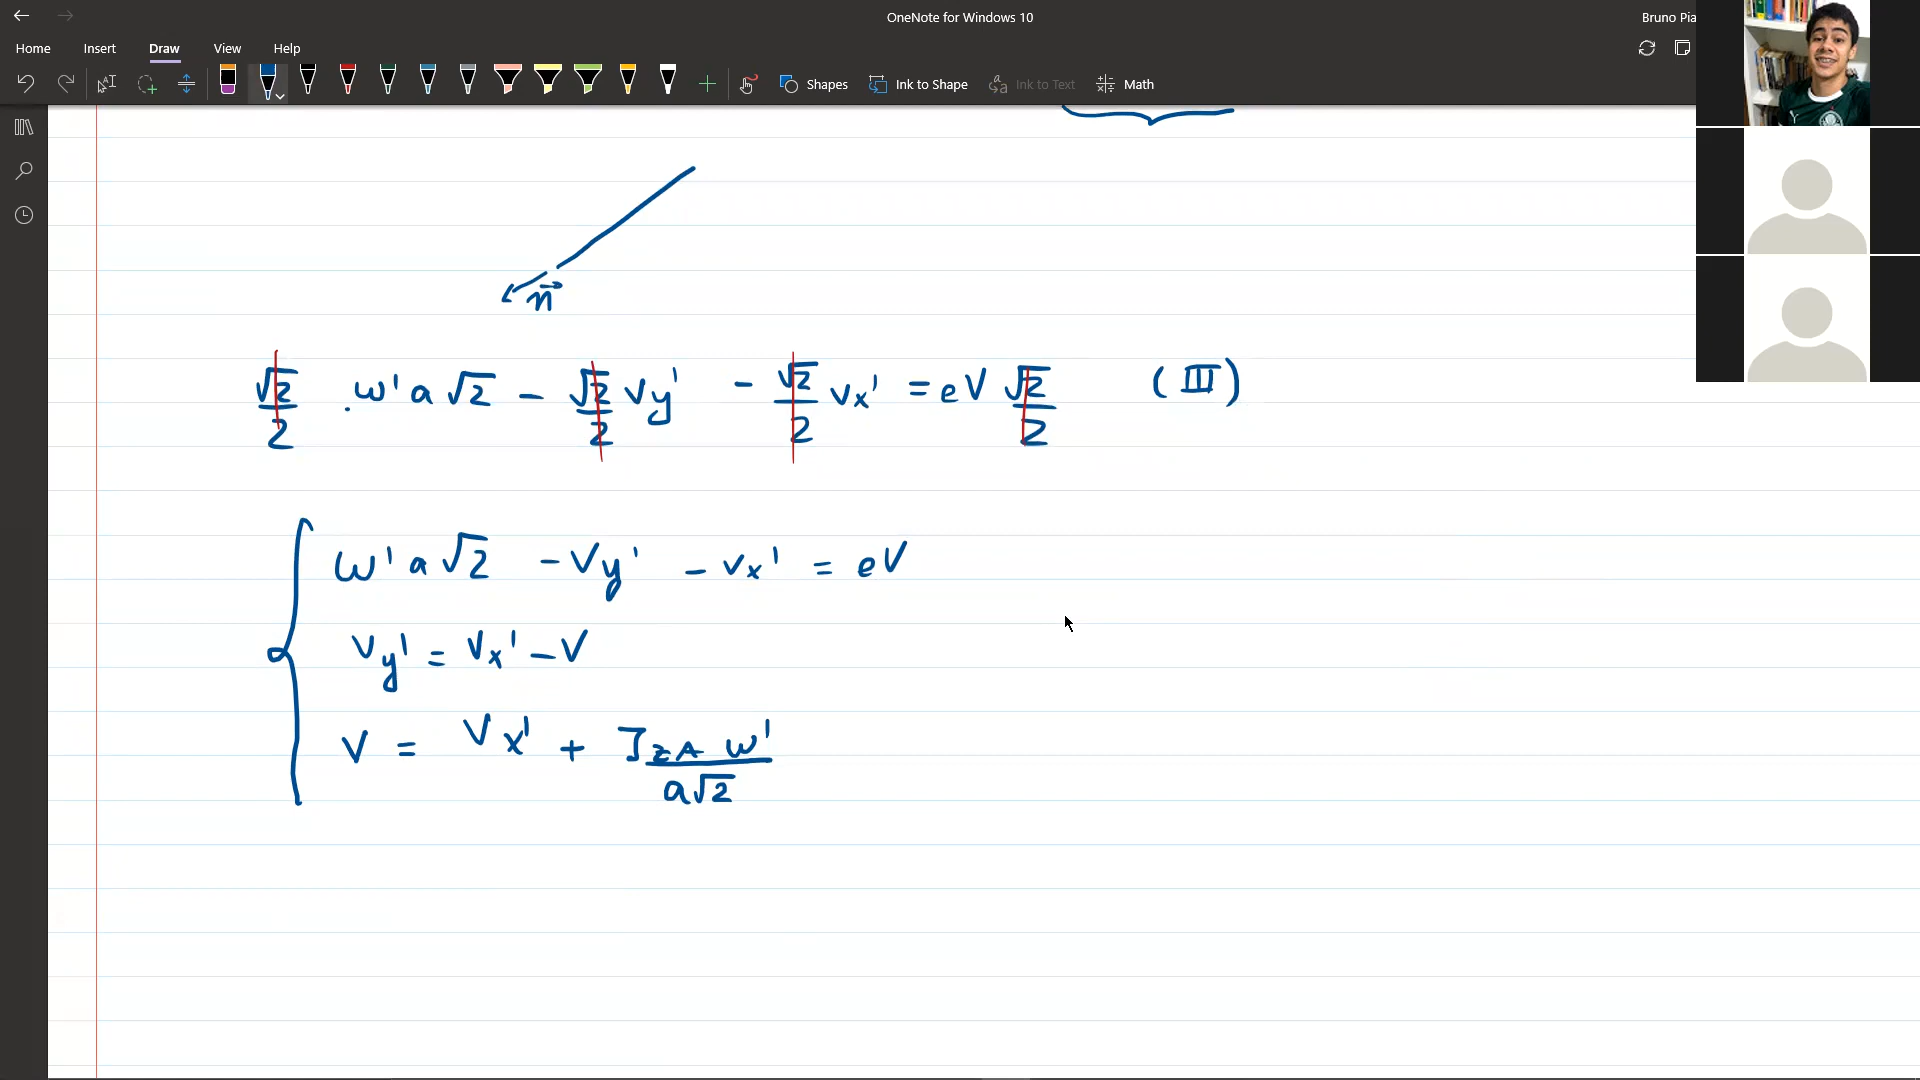 OneNote for Windows 10
Bruno Pia
Home Insert Draw View Help
Shapes Ink to Shape Ink to Text Math
n⃗
√2/2 . w' a √2 - √2/2 Vy' - √2/2 Vx' = eV √2/2 (III)
w' a √2 - Vy' - Vx' = eV
Vy' = Vx' - V
V = Vx' + JzA w' / a√2